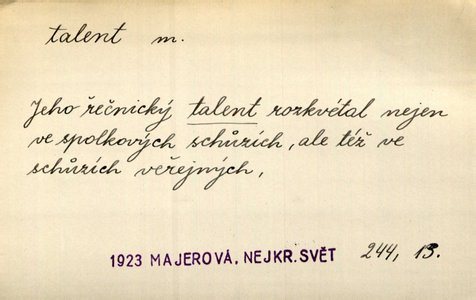 talent m.
Jeho řečnický talent rozkvétal nejen
ve spolkových schůzích, ale též ve
schůzích veřejných,
1923 MAJEROVÁ, NEJKR. SVĚT 244, 13.